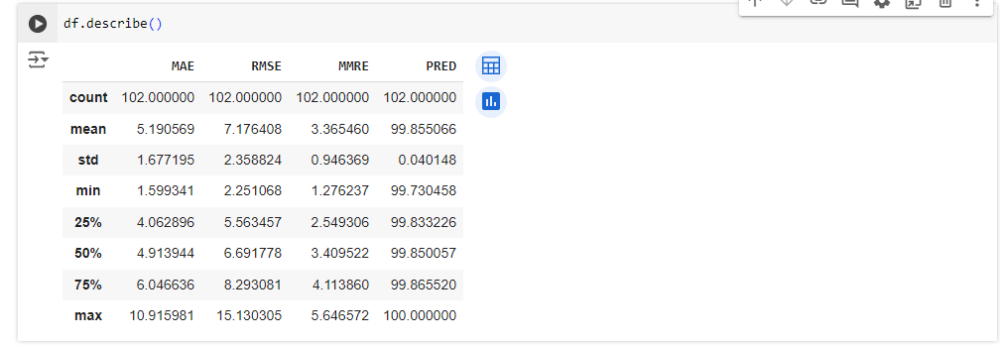 df.describe()
MAE RMSE MMRE PRED
count 102.000000 102.000000 102.000000 102.000000
mean 5.190569 7.176408 3.365460 99.855066
std 1.677195 2.358824 0.946369 0.040148
min 1.599341 2.251068 1.276237 99.730458
25% 4.062896 5.563457 2.549306 99.833226
50% 4.913944 6.691778 3.409522 99.850057
75% 6.046636 8.293081 4.113860 99.865520
max 10.915981 15.130305 5.646572 100.000000